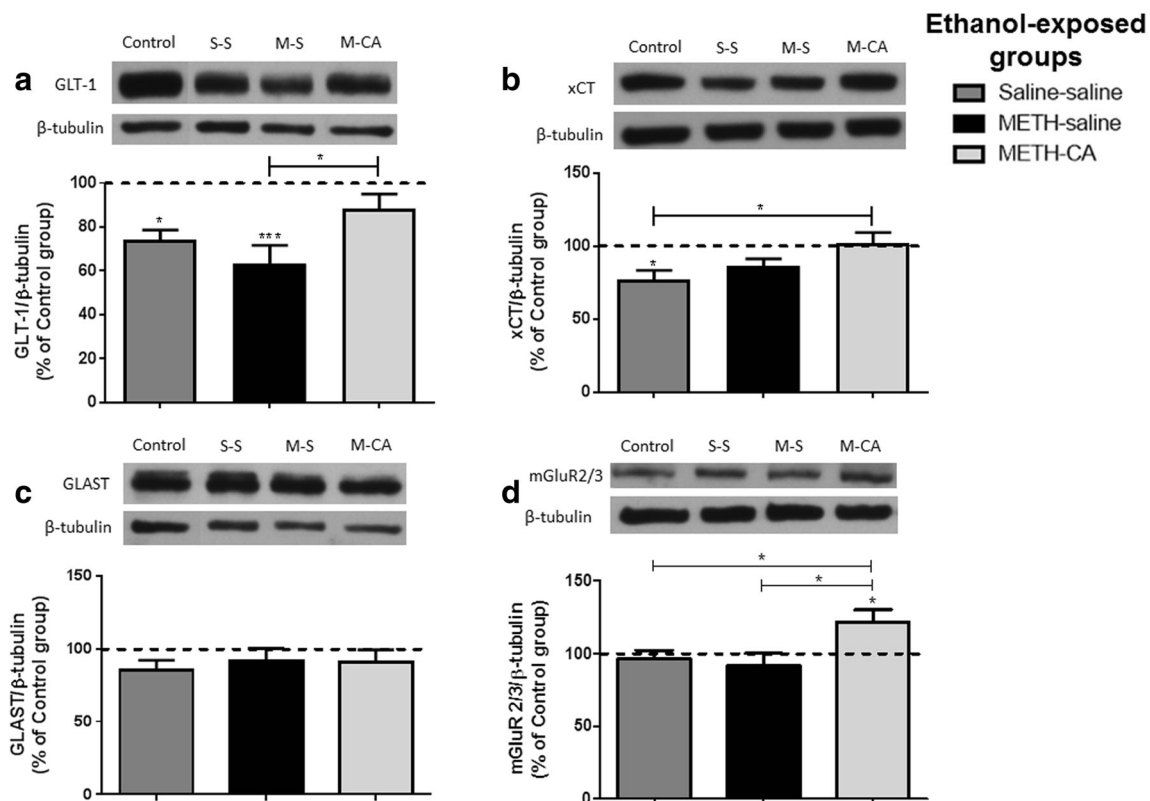 Ethanol-exposed
groups
Saline-saline
METH-saline
METH-CA
a
Control S-S M-S M-CA
GLT-1
β-tubulin
*
* ***
GLT-1/β-tubulin
(% of Control group)
100
80
60
40
20
0
b
Control S-S M-S M-CA
xCT
β-tubulin
*
*
xCT/β-tubulin
(% of Control group)
150
100
50
0
c
Control S-S M-S M-CA
GLAST
β-tubulin
GLAST/β-tubulin
(% of Control group)
150
100
50
0
d
Control S-S M-S M-CA
mGluR2/3
β-tubulin
*
*
*
mGluR 2/3/β-tubulin
(% of Control group)
150
100
50
0